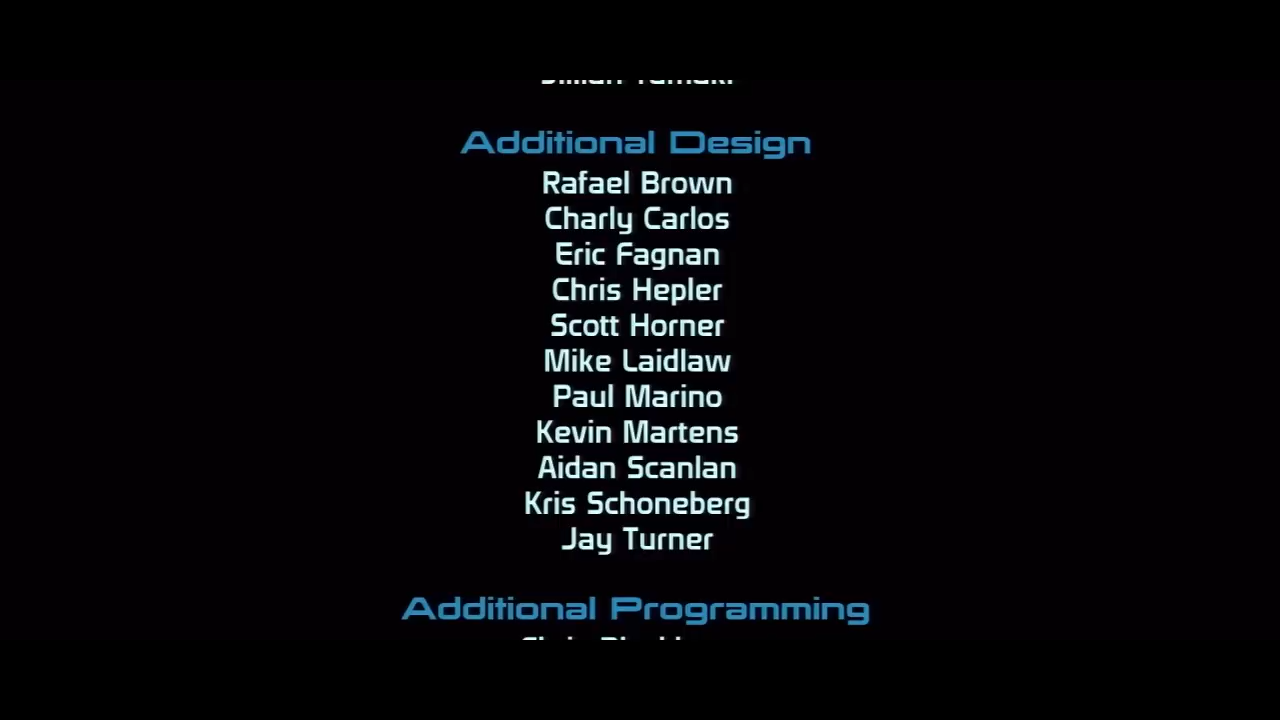 Additional Design
Rafael Brown
Charly Carlos
Eric Fagnan
Chris Hepler
Scott Horner
Mike Laidlaw
Paul Marino
Kevin Martens
Aidan Scanlan
Kris Schoneberg
Jay Turner
Additional Programming